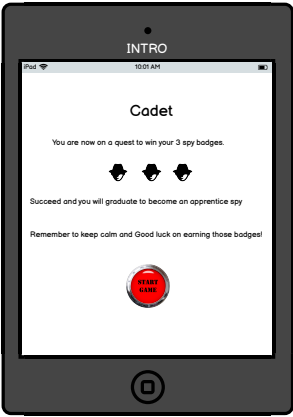 INTRO
iPad 10:01 AM
Cadet
You are now on a quest to win your 3 spy badges.
Succeed and you will graduate to become an apprentice spy
Remember to keep calm and Good luck on earning those badges!
START
GAME